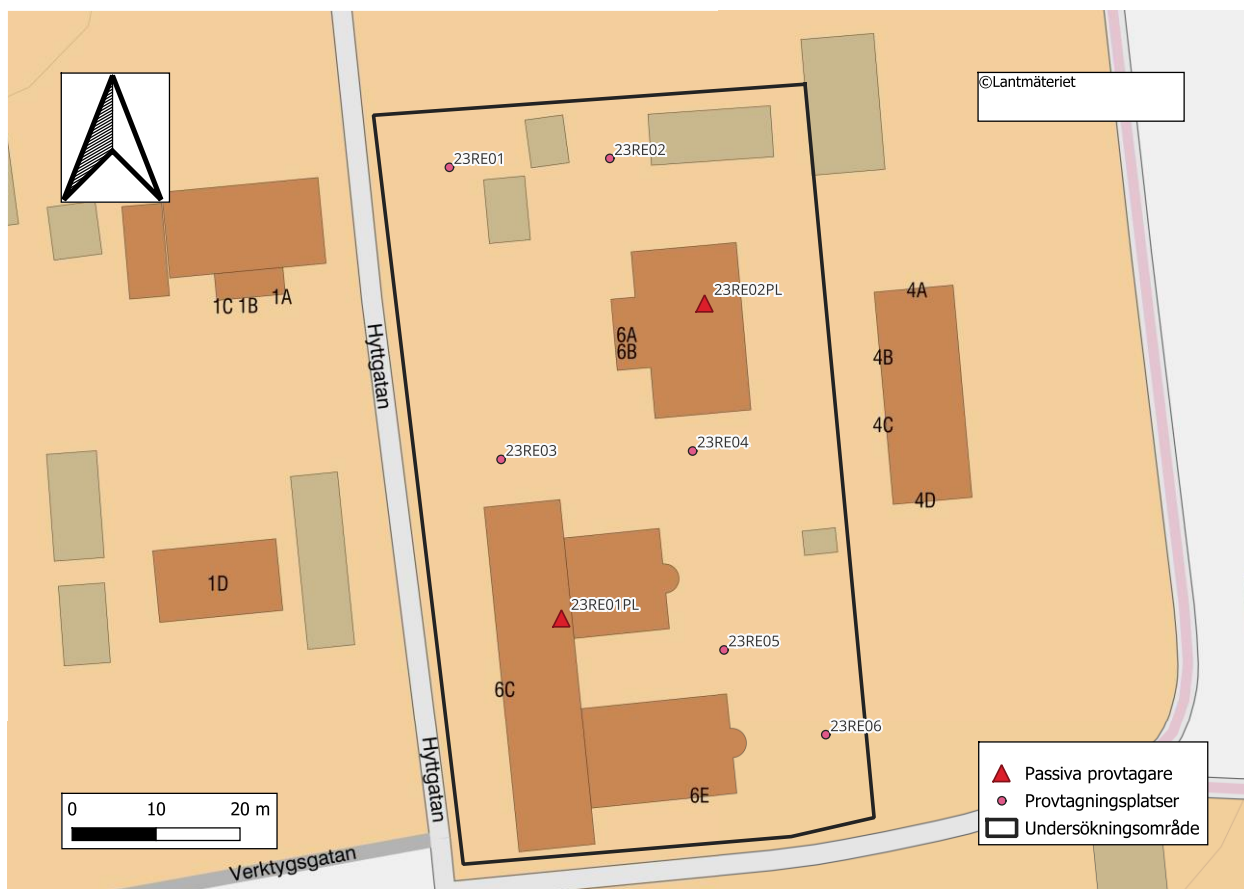 ©Lantmäteriet
23RE01
23RE02
23RE02PL
1C 1B 1A
4A
6A
6B
4B
Hyttgatan
4C
23RE03
23RE04
4D
1D
23RE01PL
23RE05
6C
23RE06
Hyttgatan
6E
Passiva provtagare
Provtagningsplatser
Undersökningsområde
0 10 20 m
Verktygsgatan